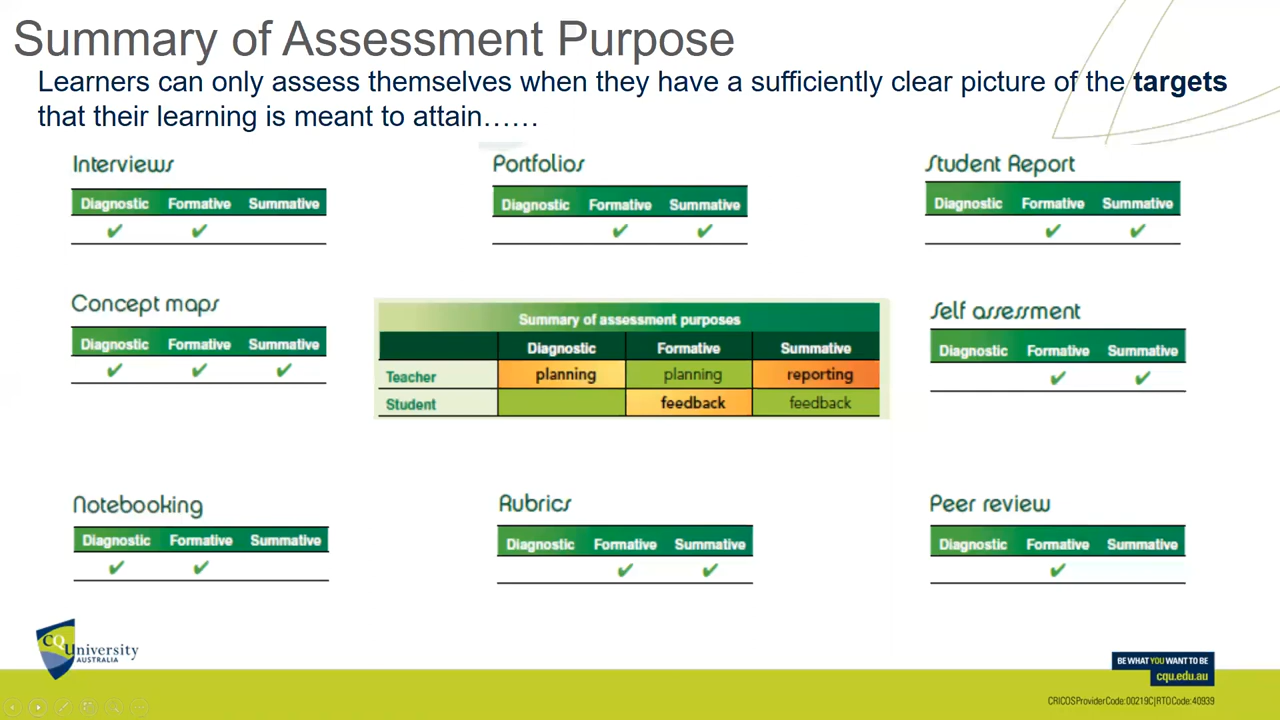 Summary of Assessment Purpose
Learners can only assess themselves when they have a sufficiently clear picture of the targets
that their learning is meant to attain......
Interviews
Diagnostic Formative Summative
✔ ✔
Portfolios
Diagnostic Formative Summative
✔ ✔
Student Report
Diagnostic Formative Summative
✔ ✔
Concept maps
Diagnostic Formative Summative
✔ ✔ ✔
Summary of assessment purposes
Diagnostic Formative Summative
Teacher planning planning reporting
Student feedback feedback
Self assessment
Diagnostic Formative Summative
✔ ✔
Notebooking
Diagnostic Formative Summative
✔ ✔
Rubrics
Diagnostic Formative Summative
✔ ✔
Peer review
Diagnostic Formative Summative
✔
CQUniversity
AUSTRALIA
BE WHAT YOU WANT TO BE
cqu.edu.au
CRICOS Provider Code: 00219C | RTO Code: 40939